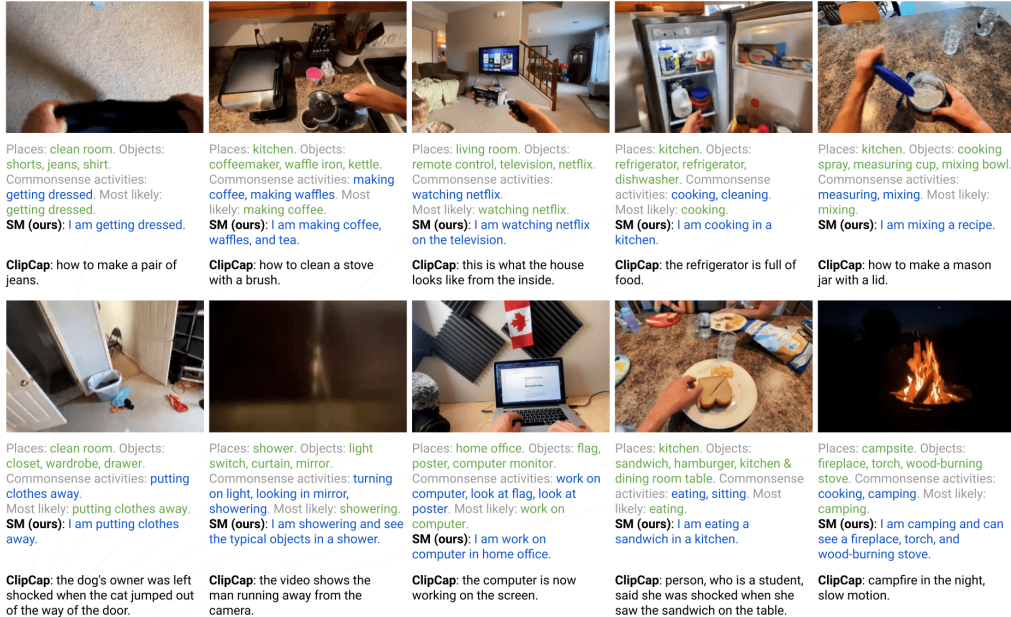 Places: clean room. Objects:
shorts, jeans, shirt.
Commonsense activities:
getting dressed. Most likely:
getting dressed.
SM (ours): I am getting dressed.
ClipCap: how to make a pair of
jeans.
Places: kitchen. Objects:
coffeemaker, waffle iron, kettle.
Commonsense activities: making
coffee, making waffles. Most
likely: making coffee.
SM (ours): I am making coffee,
waffles, and tea.
ClipCap: how to clean a stove
with a brush.
Places: living room. Objects:
remote control, television, netflix.
Commonsense activities:
watching netflix.
Most likely: watching netflix.
SM (ours): I am watching netflix
on the television.
ClipCap: this is what the house
looks like from the inside.
Places: kitchen. Objects:
refrigerator, refrigerator,
dishwasher. Commonsense
activities: cooking, cleaning.
Most likely: cooking.
SM (ours): I am cooking in a
kitchen.
ClipCap: the refrigerator is full of
food.
Places: kitchen. Objects: cooking
spray, measuring cup, mixing bowl.
Commonsense activities:
measuring, mixing. Most likely:
mixing.
SM (ours): I am mixing a recipe.
ClipCap: how to make a mason
jar with a lid.
Places: clean room. Objects:
closet, wardrobe, drawer.
Commonsense activities: putting
clothes away.
Most likely: putting clothes away.
SM (ours): I am putting clothes
away.
ClipCap: the dog's owner was left
shocked when the cat jumped out
of the way of the door.
Places: shower. Objects: light
switch, curtain, mirror.
Commonsense activities: turning
on light, looking in mirror,
showering. Most likely: showering.
SM (ours): I am showering and see
the typical objects in a shower.
ClipCap: the video shows the
man running away from the
camera.
Places: home office. Objects: flag,
poster, computer monitor.
Commonsense activities: work on
computer, look at flag, look at
poster. Most likely: work on
computer.
SM (ours): I am work on
computer in home office.
ClipCap: the computer is now
working on the screen.
Places: kitchen. Objects:
sandwich, hamburger, kitchen &
dining room table. Commonsense
activities: eating, sitting. Most
likely: eating.
SM (ours): I am eating a
sandwich in a kitchen.
ClipCap: person, who is a student,
said she was shocked when she
saw the sandwich on the table.
Places: campsite. Objects:
fireplace, torch, wood-burning
stove. Commonsense activities:
cooking, camping. Most likely:
camping.
SM (ours): I am camping and can
see a fireplace, torch, and
wood-burning stove.
ClipCap: campfire in the night,
slow motion.